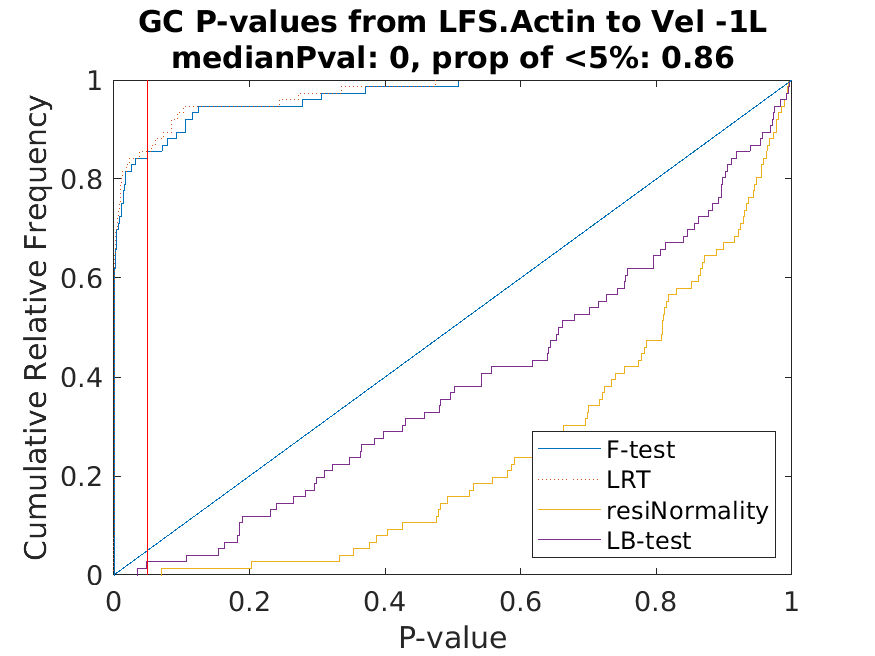 GC P-values from LFS.Actin to Vel -1L
medianPval: 0, prop of <5%: 0.86
Cumulative Relative Frequency
1
0.8
0.6
0.4
0.2
0
0 0.2 0.4 0.6 0.8 1
P-value
F-test
LRT
resiNormality
LB-test